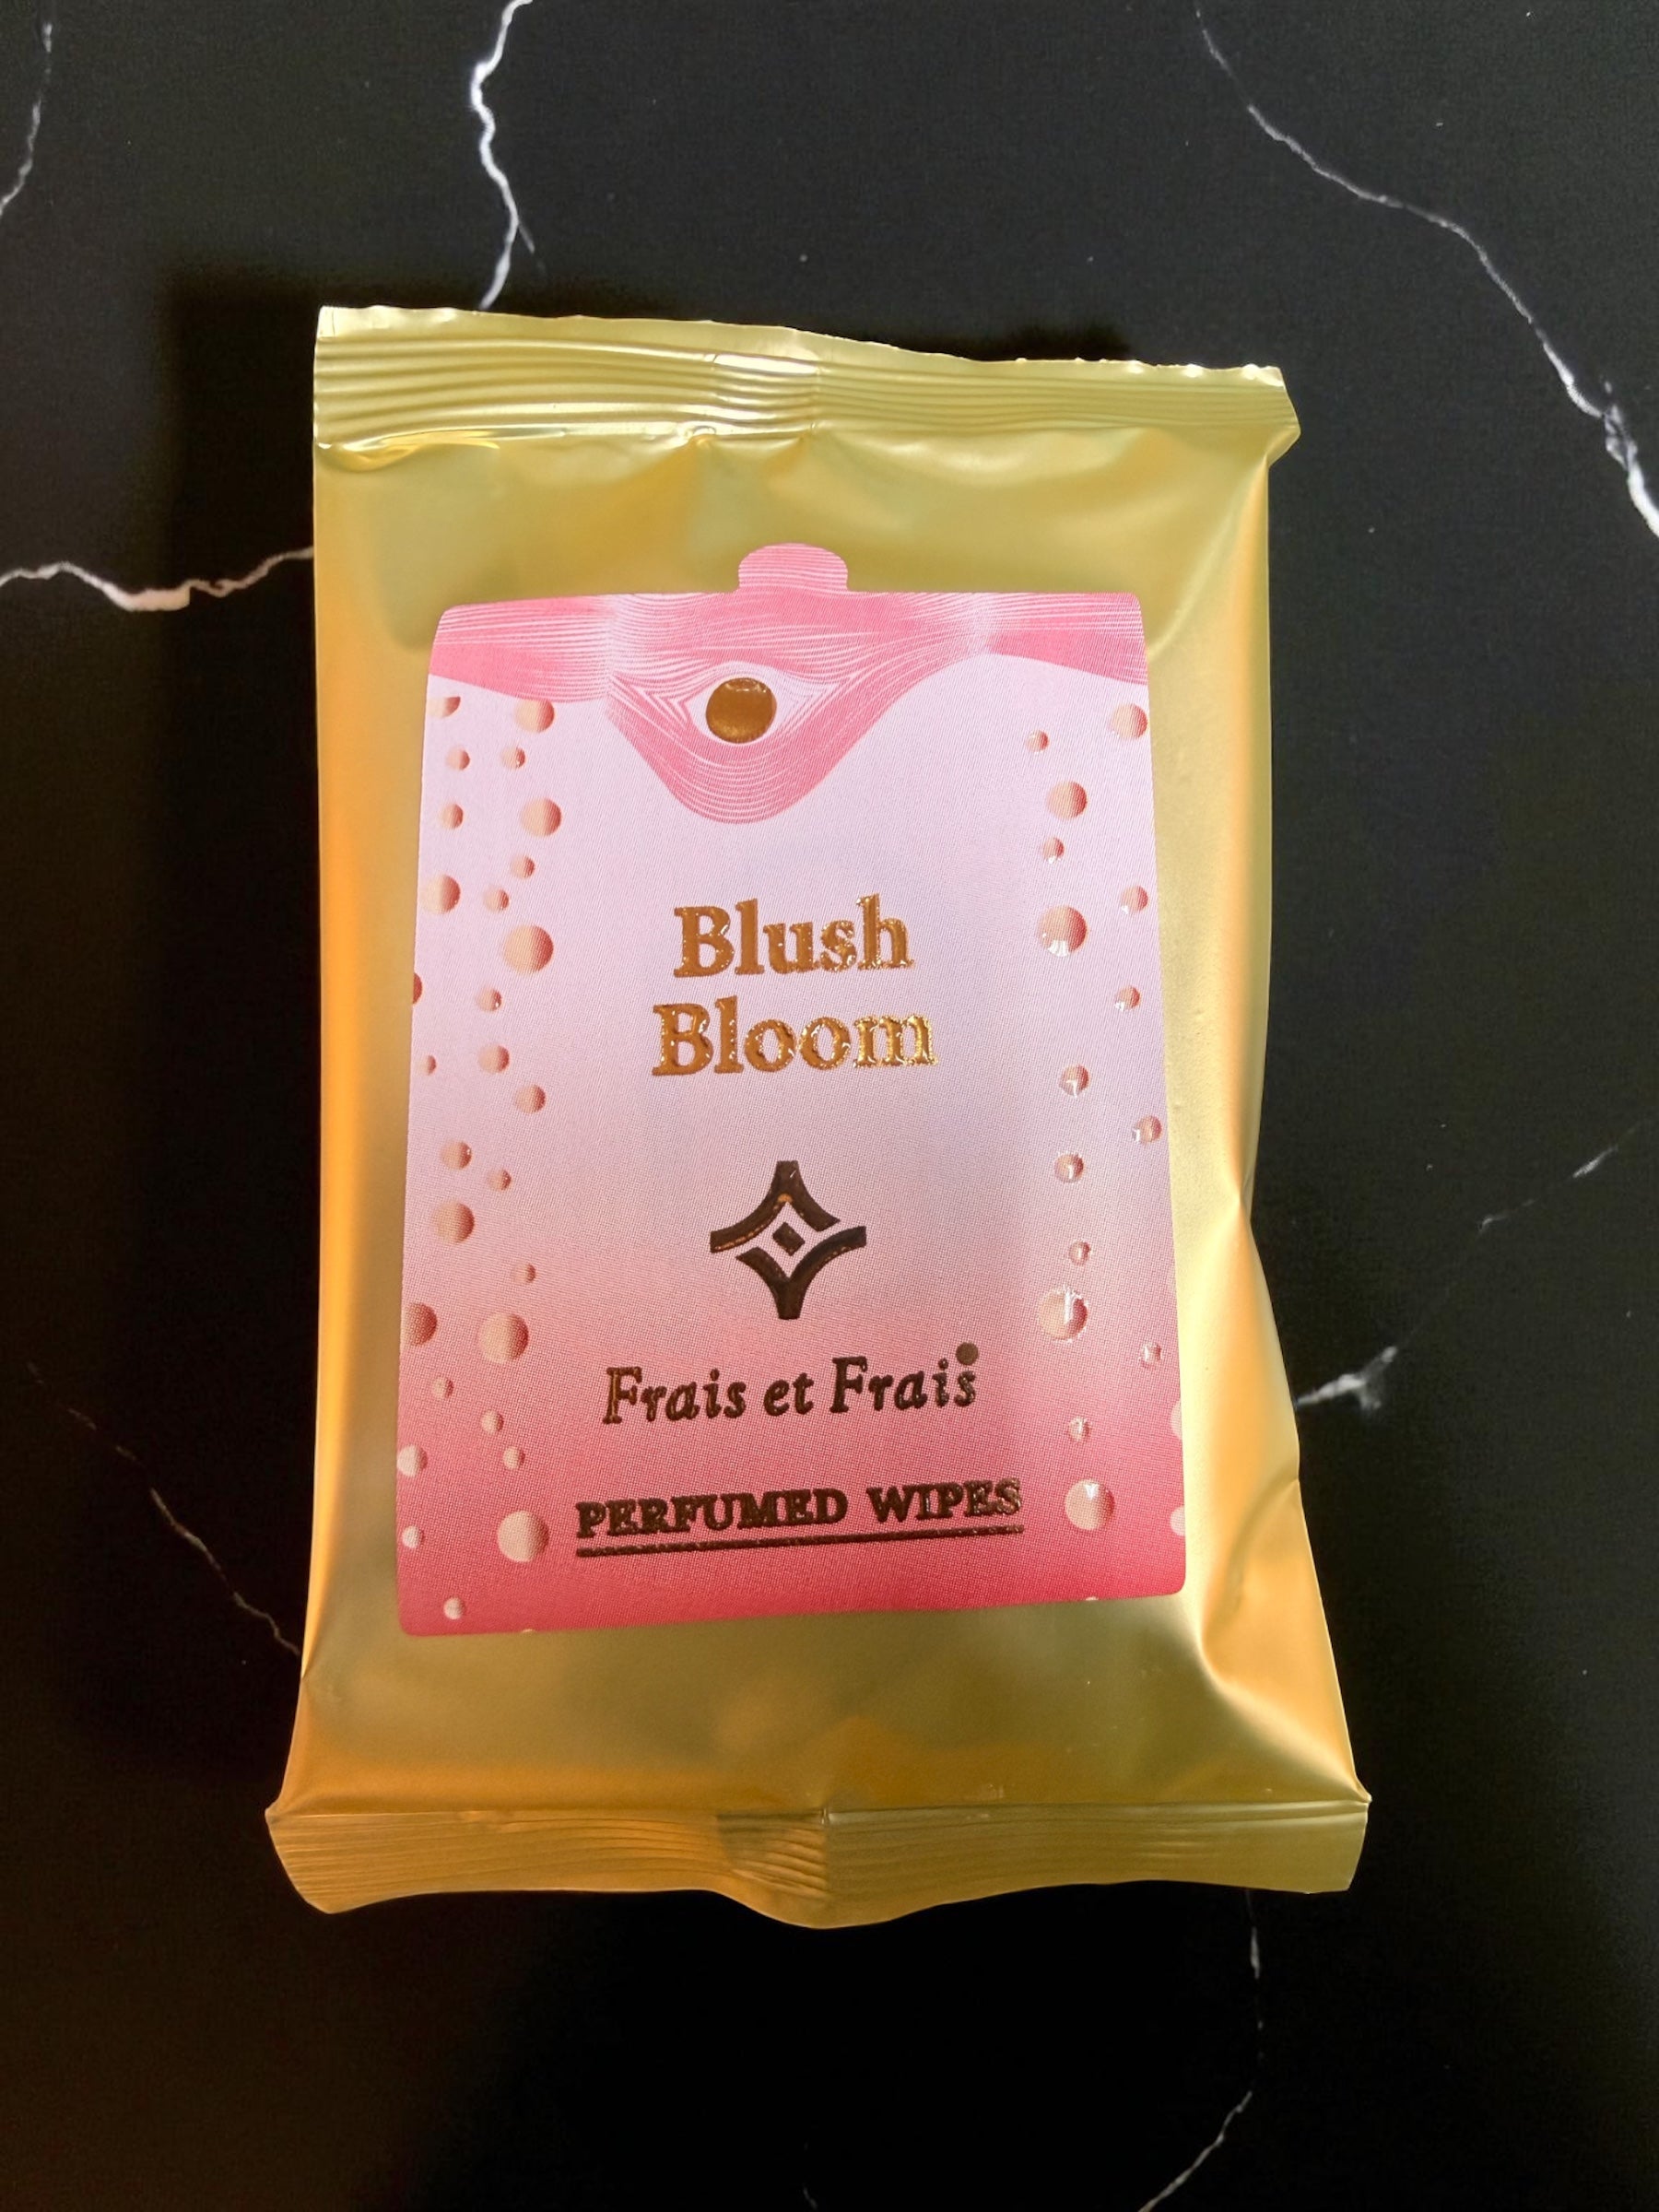 Blush
Bloom
Frais et Frais
PERFUMED WIPES